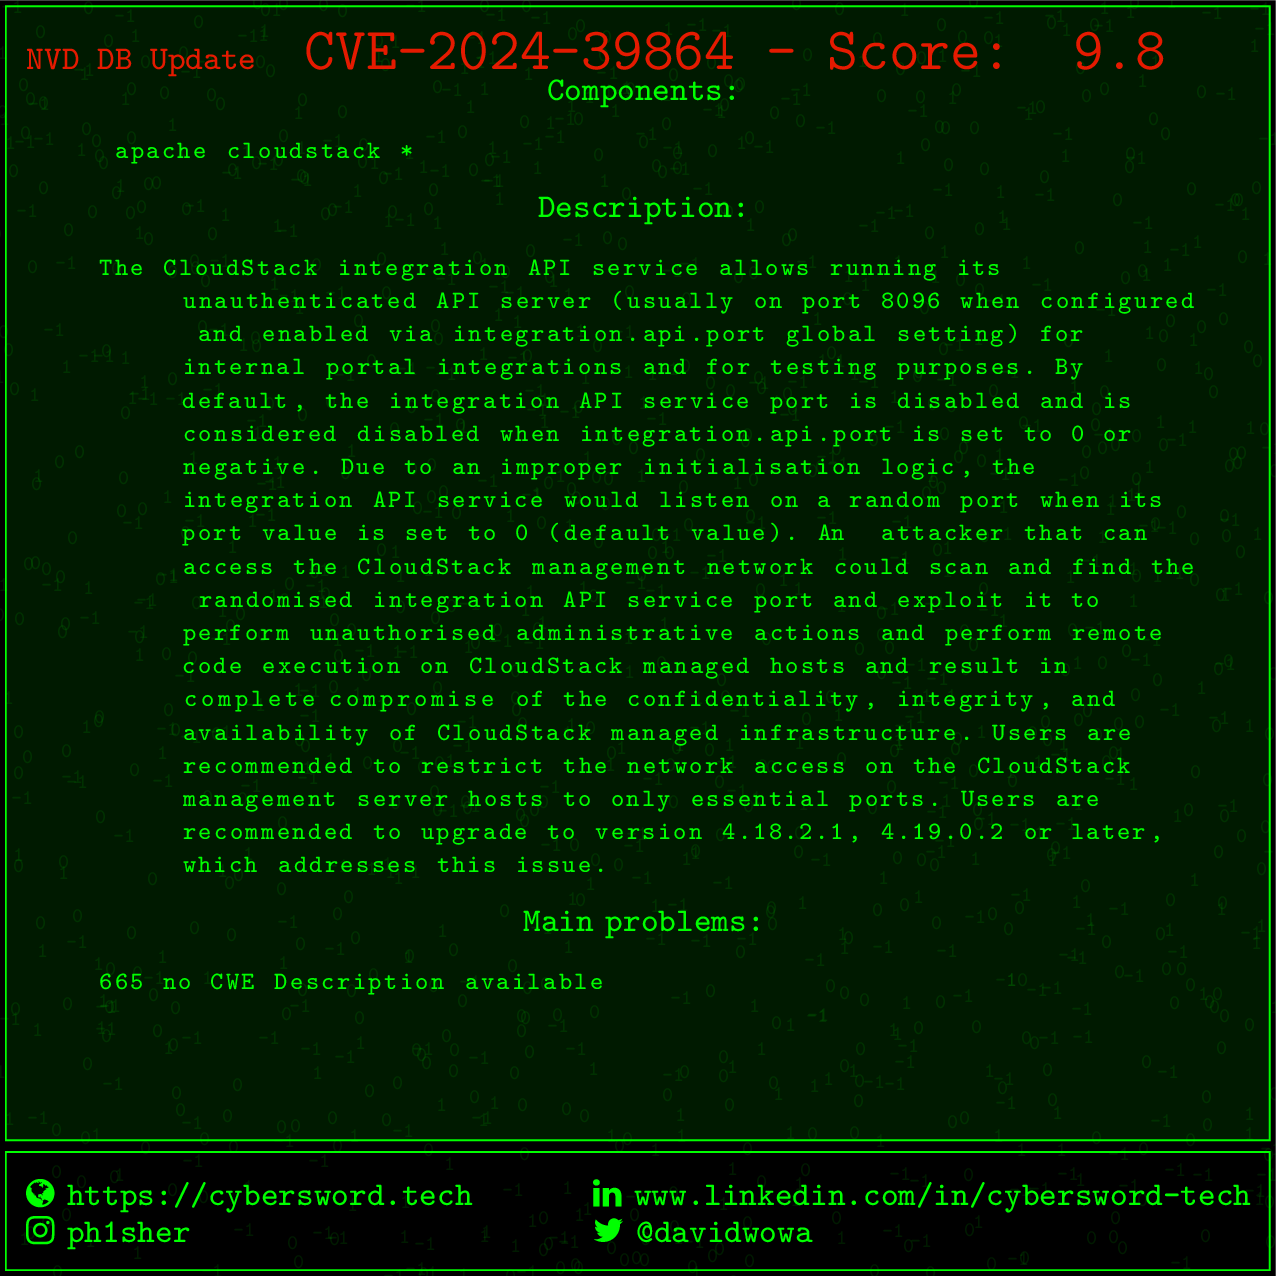 NVD DB Update CVE-2024-39864 - Score: 9.8
Components:
apache cloudstack *
Description:
The CloudStack integration API service allows running its
unauthenticated API server (usually on port 8096 when configured
and enabled via integration.api.port global setting) for
internal portal integrations and for testing purposes. By
default, the integration API service port is disabled and is
considered disabled when integration.api.port is set to 0 or
negative. Due to an improper initialisation logic, the
integration API service would listen on a random port when its
port value is set to 0 (default value). An attacker that can
access the CloudStack management network could scan and find the
randomised integration API service port and exploit it to
perform unauthorised administrative actions and perform remote
code execution on CloudStack managed hosts and result in
complete compromise of the confidentiality, integrity, and
availability of CloudStack managed infrastructure. Users are
recommended to restrict the network access on the CloudStack
management server hosts to only essential ports. Users are
recommended to upgrade to version 4.18.2.1, 4.19.0.2 or later,
which addresses this issue.
Main problems:
665 no CWE Description available
https://cybersword.tech www.linkedin.com/in/cybersword-tech
ph1sher @davidwowa